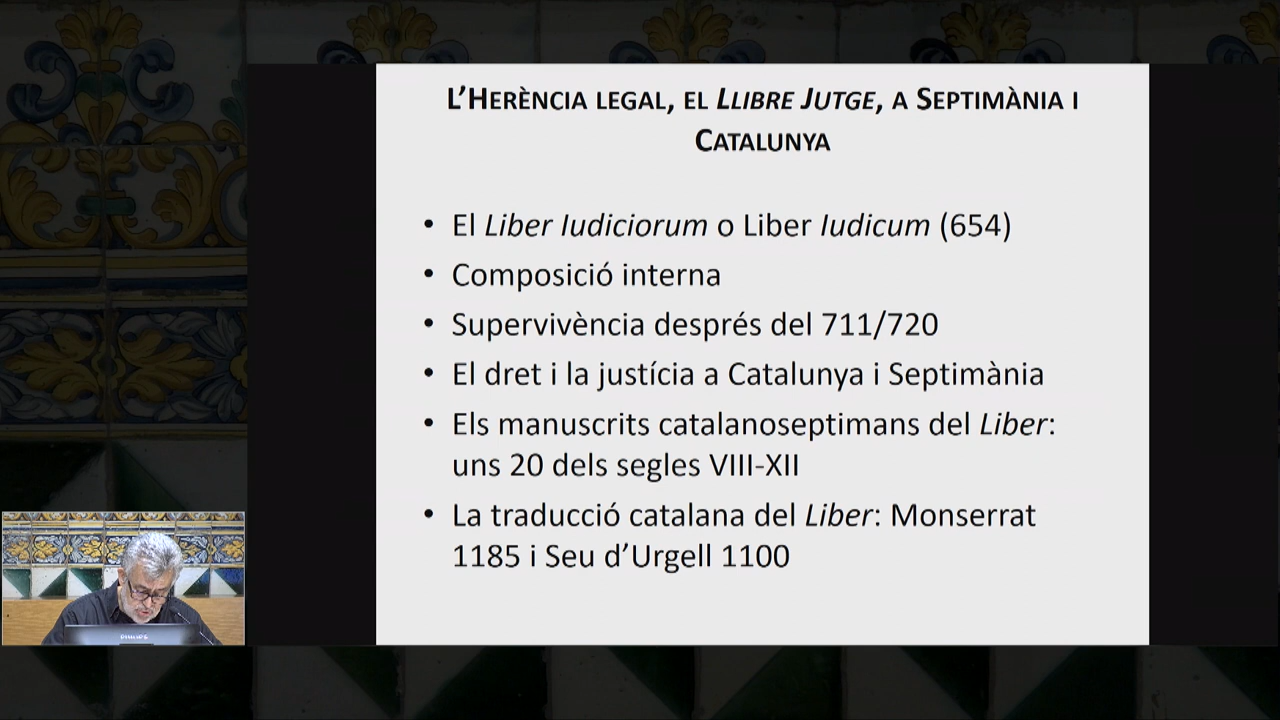 L'HERÈNCIA LEGAL, EL LLIBRE JUTGE, A SEPTIMÀNIA I
CATALUNYA
• El Liber Iudiciorum o Liber Iudicum (654)
• Composició interna
• Supervivència després del 711/720
• El dret i la justícia a Catalunya i Septimània
• Els manuscrits catalanoseptimans del Liber:
uns 20 dels segles VIII-XII
• La traducció catalana del Liber: Monserrat
1185 i Seu d'Urgell 1100
PHILIPS